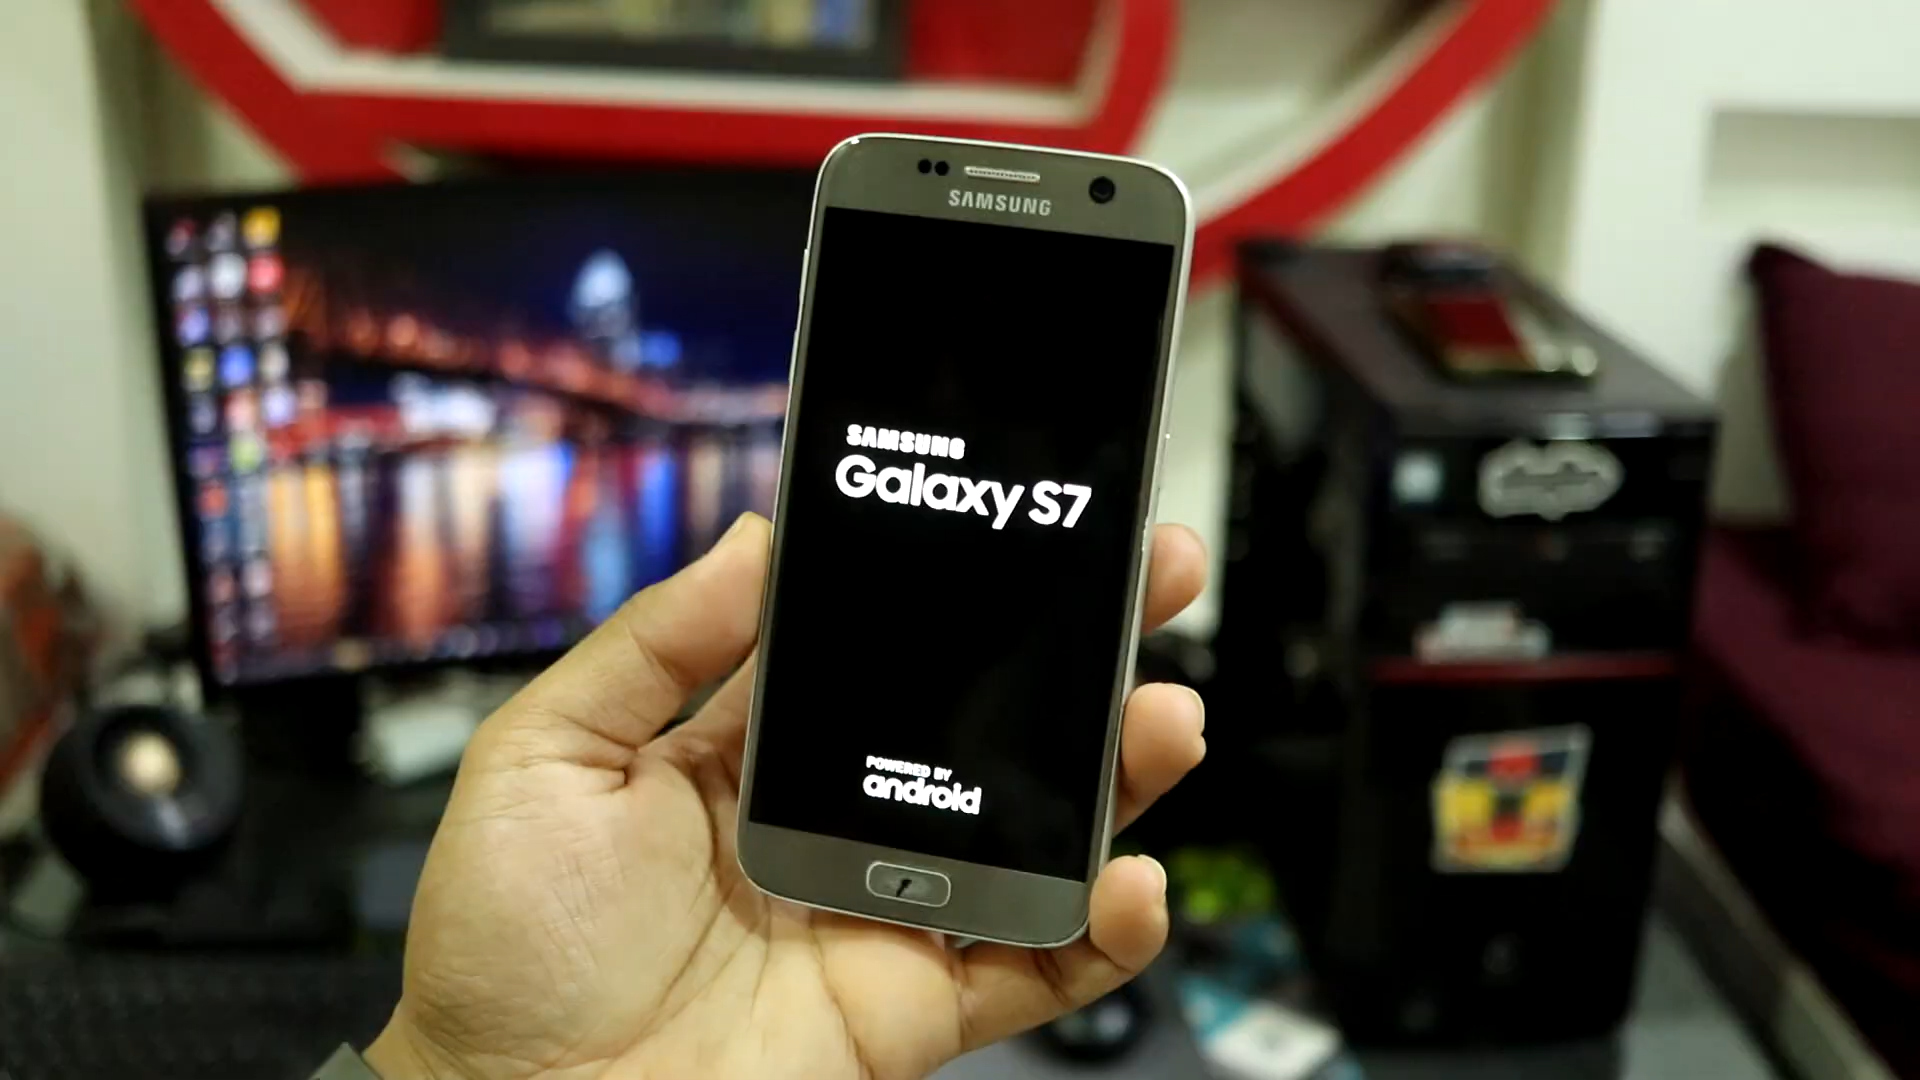 SAMSUNG
SAMSUNG
Galaxy S7
POWERED BY
android